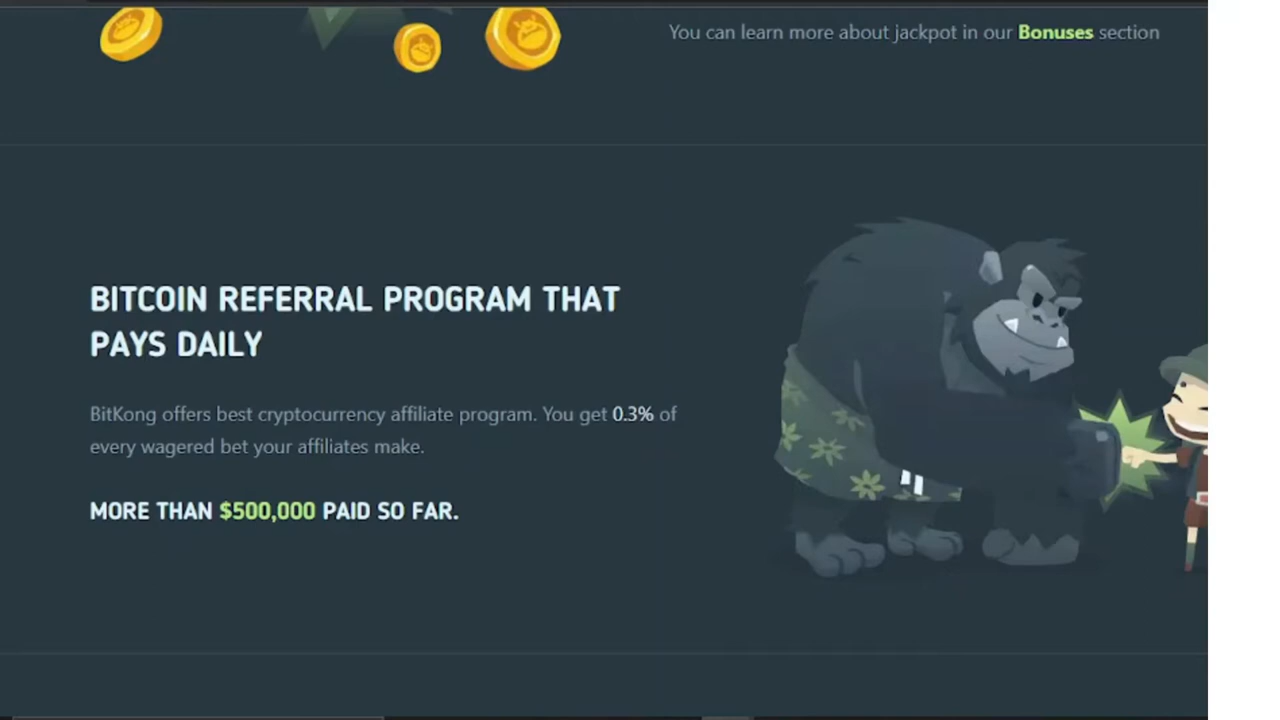 You can learn more about jackpot in our Bonuses section
BITCOIN REFERRAL PROGRAM THAT
PAYS DAILY
BitKong offers best cryptocurrency affiliate program. You get 0.3% of
every wagered bet your affiliates make.
MORE THAN $500,000 PAID SO FAR.